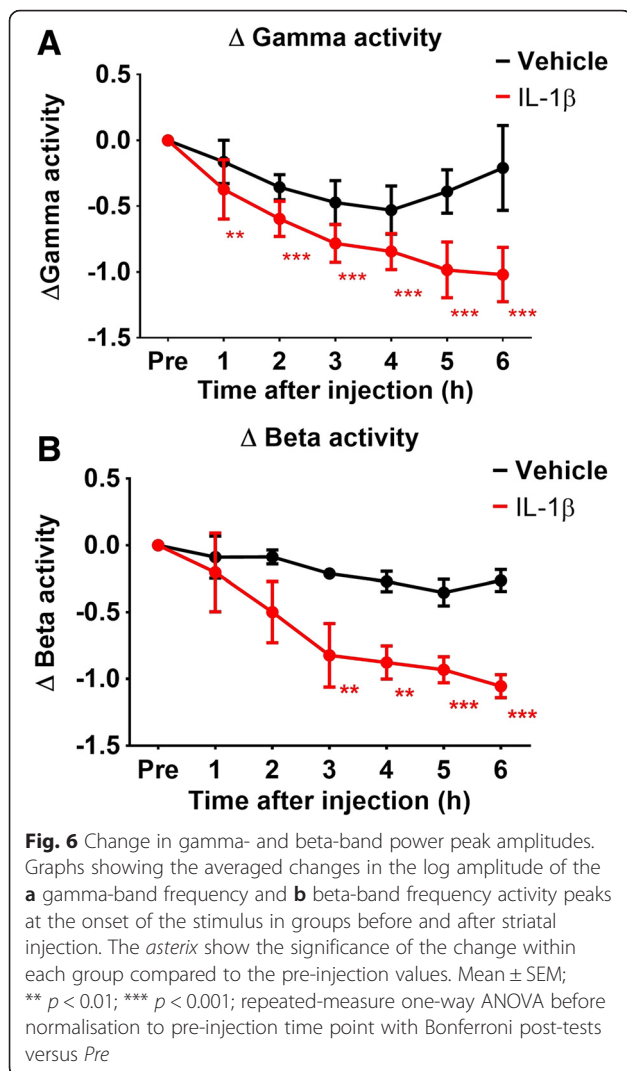 A
Δ Gamma activity
Vehicle
IL-1β
ΔGamma activity
0.5
0.0
-0.5
-1.0
-1.5
** *** *** *** *** ***
Pre 1 2 3 4 5 6
Time after injection (h)
B
Δ Beta activity
Vehicle
IL-1β
Δ Beta activity
0.5
0.0
-0.5
-1.0
-1.5
** ** *** ***
Pre 1 2 3 4 5 6
Time after injection (h)
Fig. 6 Change in gamma- and beta-band power peak amplitudes.
Graphs showing the averaged changes in the log amplitude of the
a gamma-band frequency and b beta-band frequency activity peaks
at the onset of the stimulus in groups before and after striatal
injection. The asterix show the significance of the change within
each group compared to the pre-injection values. Mean ± SEM;
** p < 0.01; *** p < 0.001; repeated-measure one-way ANOVA before
normalisation to pre-injection time point with Bonferroni post-tests
versus Pre